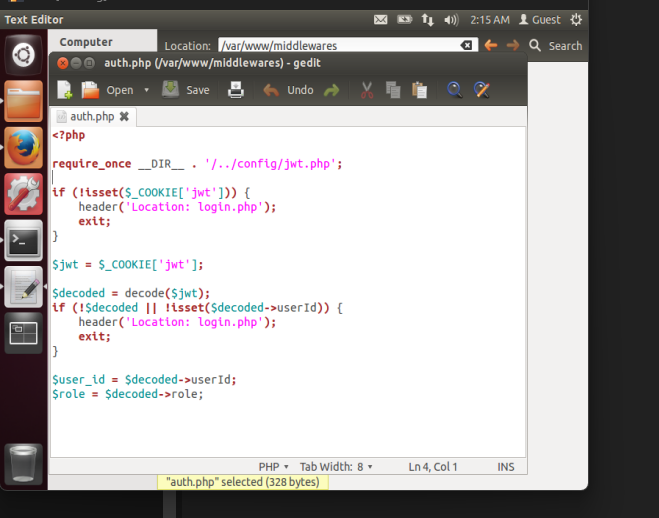 Text Editor
2:15 AM
Guest
Computer
Location:
/var/www/middlewares
Search
auth.php (/var/www/middlewares) - gedit
Open
Save
Undo
auth.php
<?php
require_once __DIR__ . '/../config/jwt.php';
if (!isset($_COOKIE['jwt'])) {
    header('Location: login.php');
    exit;
}
$jwt = $_COOKIE['jwt'];
$decoded = decode($jwt);
if (!$decoded || !isset($decoded->userId)) {
    header('Location: login.php');
    exit;
}
$user_id = $decoded->userId;
$role = $decoded->role;
PHP
Tab Width: 8
Ln 4, Col 1
INS
"auth.php" selected (328 bytes)